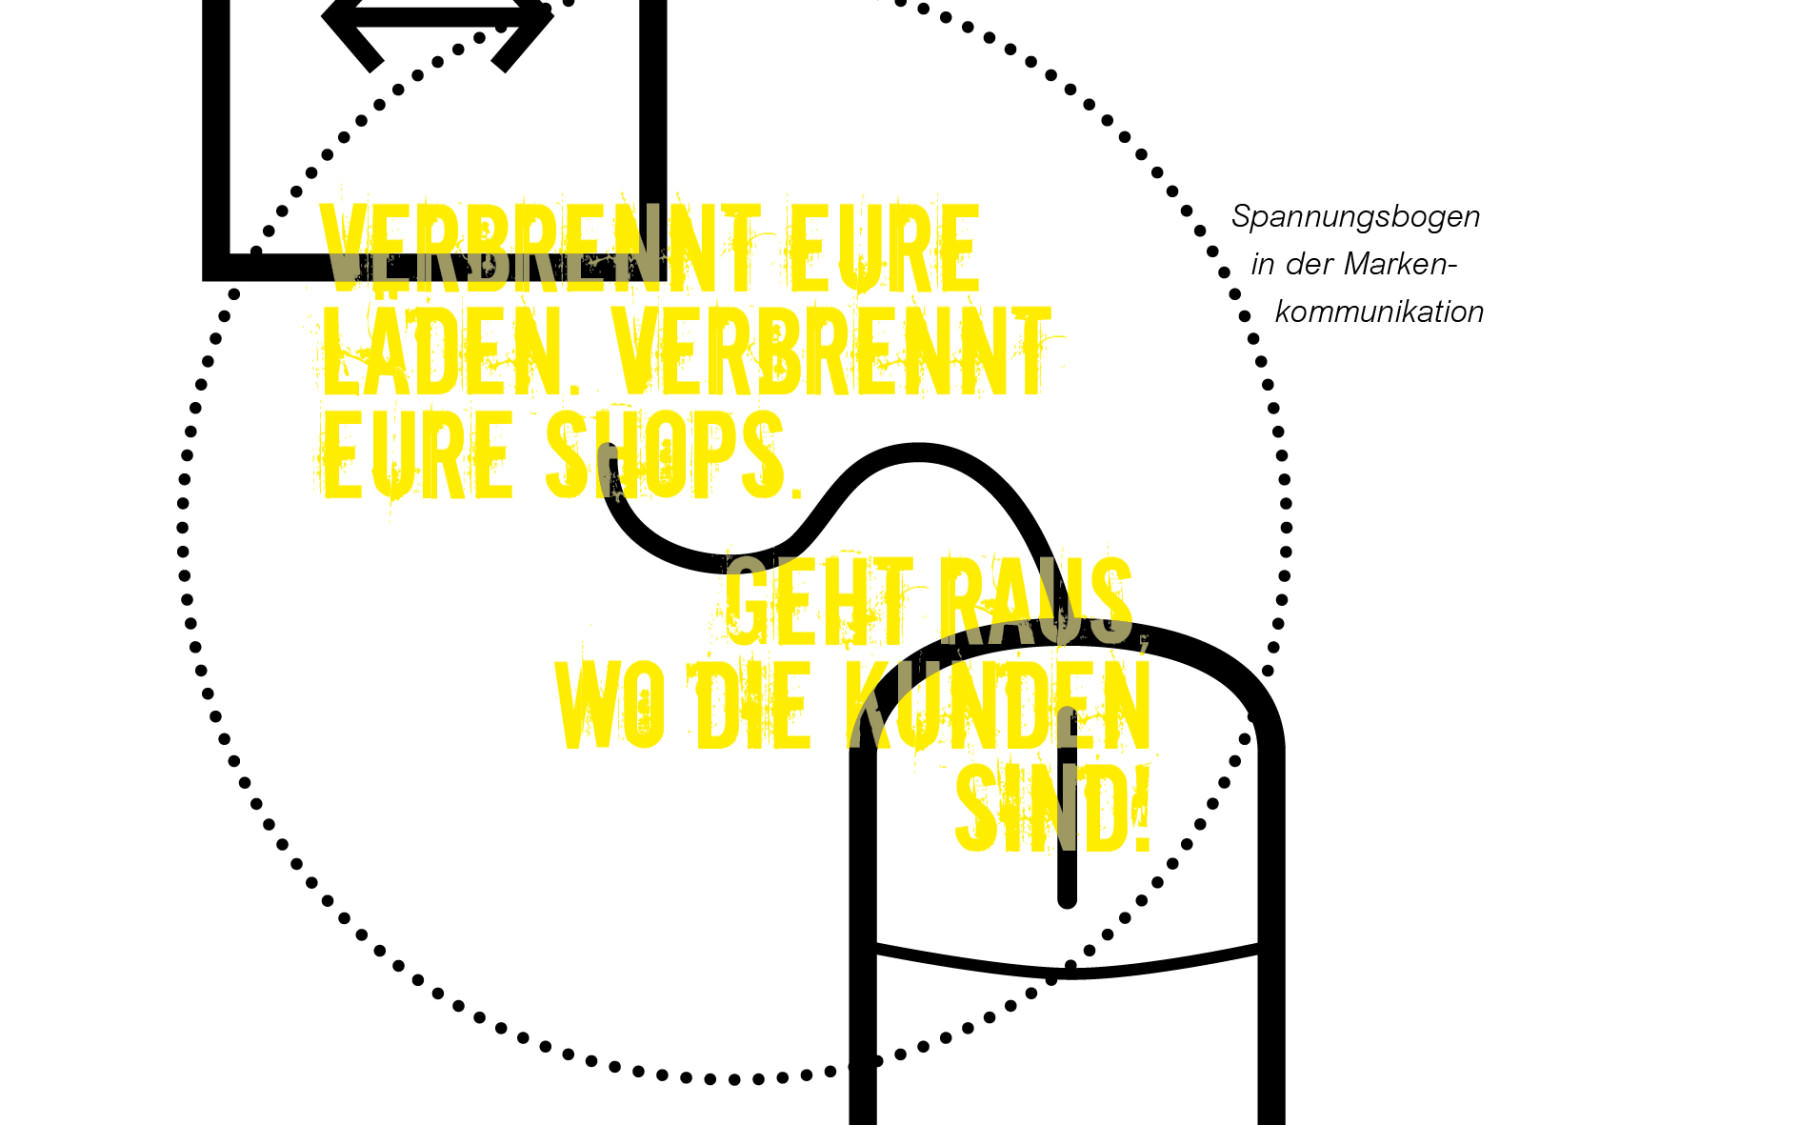 VERBRENNT EURE
LÄDEN. VERBRENNT
EURE SHOPS.
GEHT RAUS,
WO DIE KUNDEN
SIND!
Spannungsbogen
in der Marken-
kommunikation